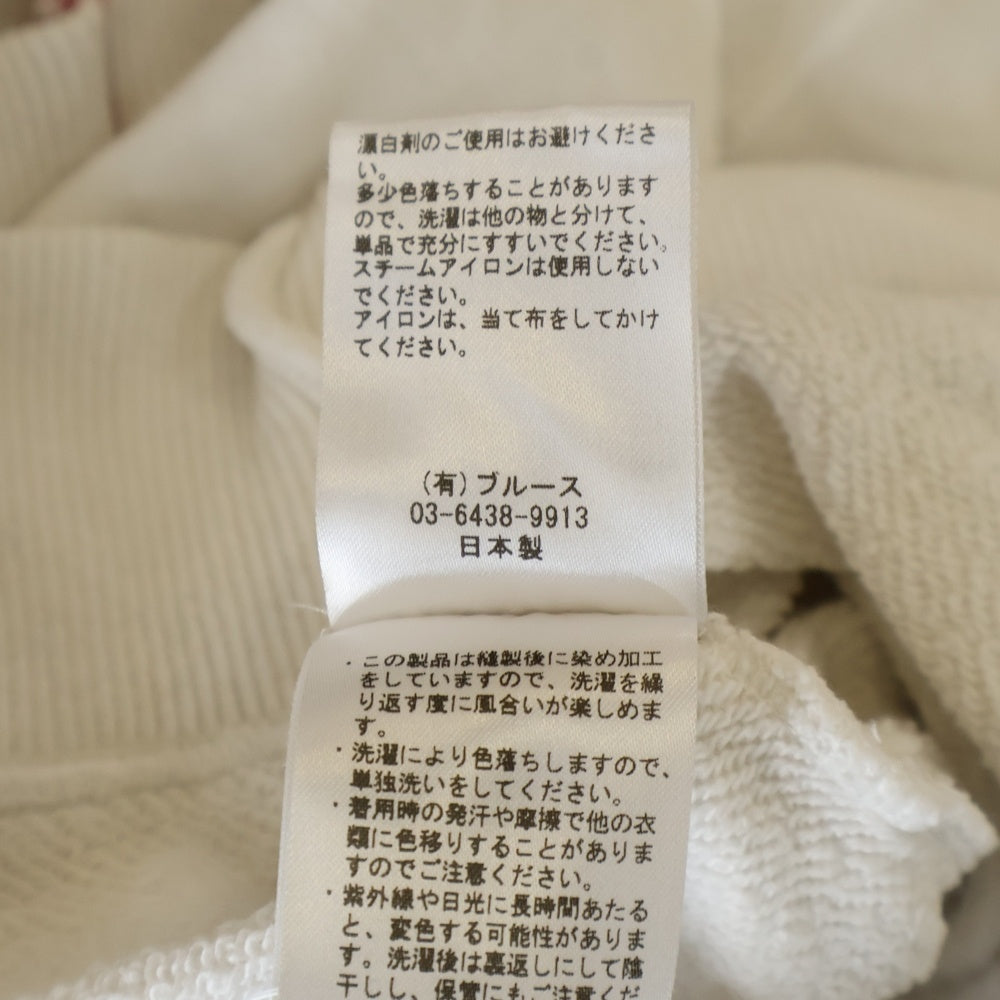 漂白剤のご使用はお避けくださ
い。
多少色落ちすることがあります
ので、洗濯は他の物と分けて、
単品で充分にすすいでください。
スチームアイロンは使用しない
でください。
アイロンは、当て布をしてかけ
てください。
(有)ブルース
03-6438-9913
日本製
・この製品は縫製後に染め加工
をしていますので、洗濯を繰
り返す度に風合いが楽しめま
す。
・洗濯により色落ちしますので、
単独洗いをしてください。
・着用時の発汗や摩擦で他の衣
類に色移りすることがありま
すのでご注意ください。
・紫外線や日光に長時間あたる
と、変色する可能性がありま
す。洗濯後は裏返しにして陰
干しし、保管にもご注意くだ